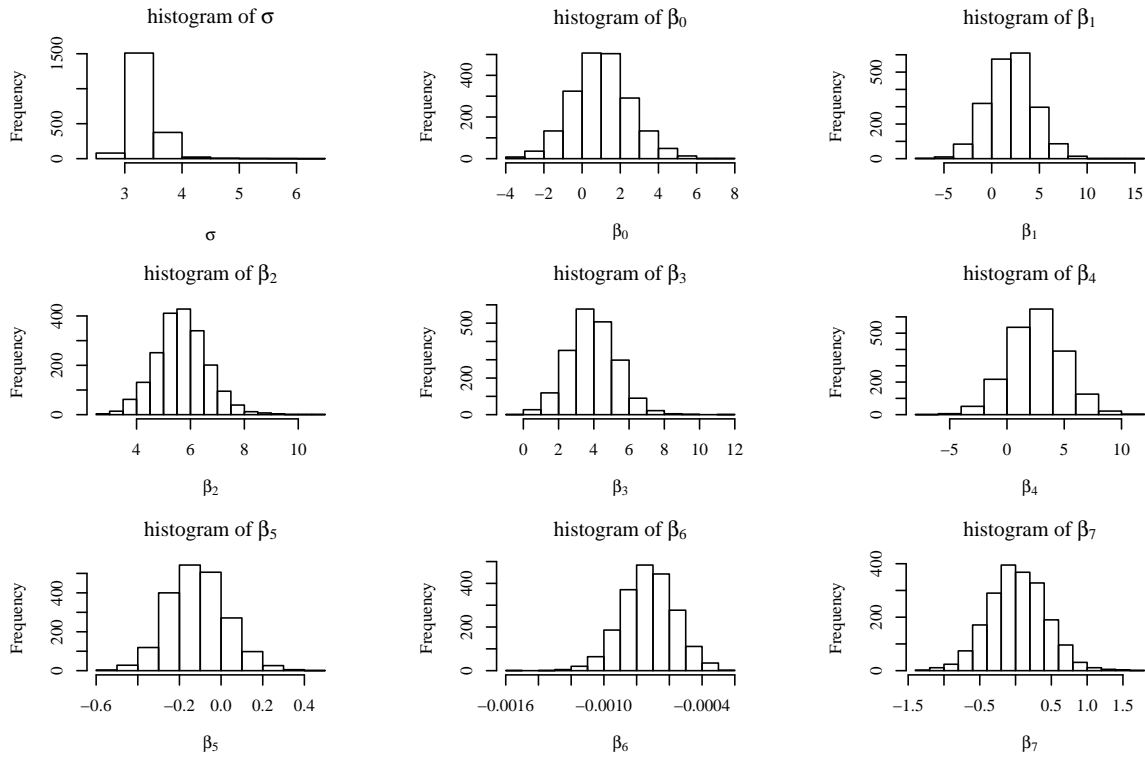 histogram of σ
Frequency
0 500 1500
3 4 5 6
σ
histogram of β₀
Frequency
0 200 400
−4 −2 0 2 4 6 8
β₀
histogram of β₁
Frequency
0 200 500
−5 0 5 10 15
β₁
histogram of β₂
Frequency
0 200 400
4 6 8 10
β₂
histogram of β₃
Frequency
0 200 500
0 2 4 6 8 10 12
β₃
histogram of β₄
Frequency
0 200 500
−5 0 5 10
β₄
histogram of β₅
Frequency
0 200 400
−0.6 −0.2 0.0 0.2 0.4
β₅
histogram of β₆
Frequency
0 200 400
−0.0016 −0.0010 −0.0004
β₆
histogram of β₇
Frequency
0 200 400
−1.5 −0.5 0.5 1.0 1.5
β₇